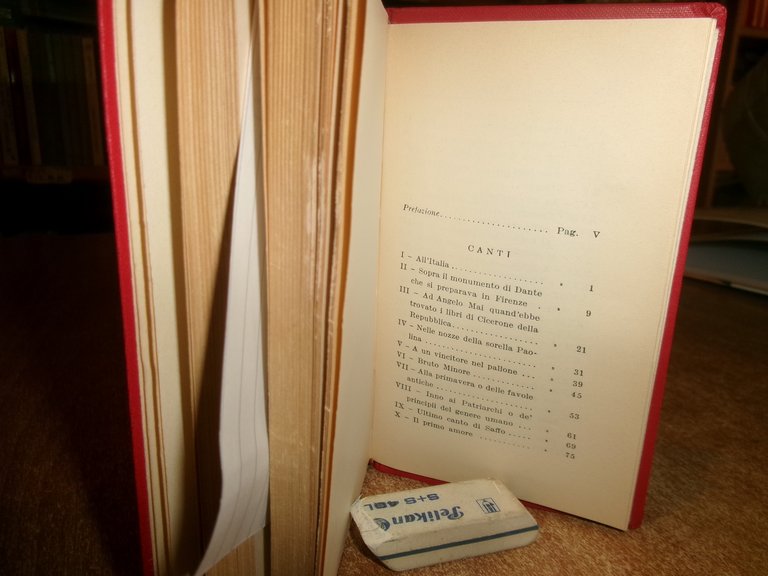 Prefazione...................... Pag. V
CANTI
I - All'Italia.................... » 1
II - Sopra il monumento di Dante
che si preparava in Firenze . » 9
III - Ad Angelo Mai quand'ebbe
trovato i libri di Cicerone della
Repubblica.................. » 21
IV - Nelle nozze della sorella Pao-
lina ........................ » 31
V - A un vincitore nel pallone ... » 39
VI - Bruto Minore ................ » 45
VII - Alla primavera o delle favole
antiche ..................... » 53
VIII - Inno ai Patriarchi o de'
principii del genere umano .... » 61
IX - Ultimo canto di Saffo...... » 69
X - Il primo amore ............ » 75
Pelikan
S+S 4SL